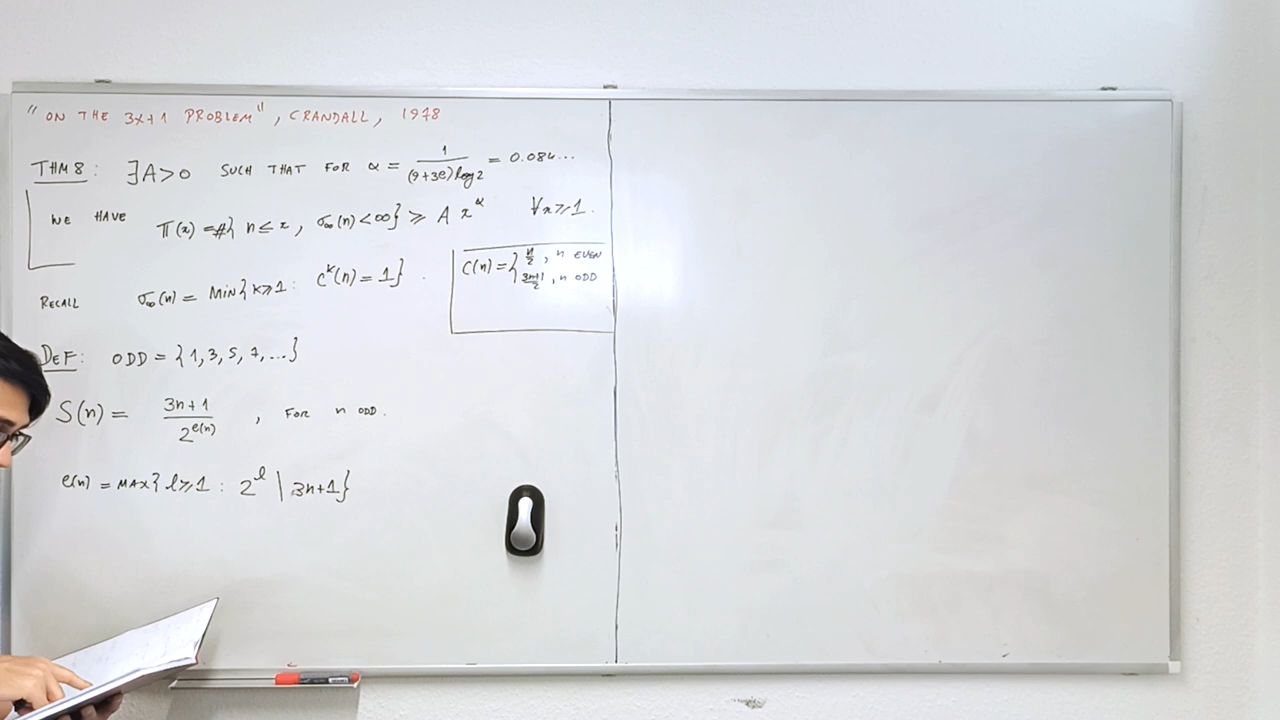 "ON THE 3x+1 PROBLEM", CRANDALL, 1978
THM 8: ∃A>0 SUCH THAT FOR α = 1/((9+3e)log2) = 0.084...
WE HAVE π(x) = #{ n ≤ x, σ∞(n) < ∞} ≥ A x^α ∀x≥1.
RECALL σ∞(n) = MIN{ k≥1: C^k(n) = 1}.
C(n) = { n/2, n EVEN
(3n+1)/2, n ODD
DEF: ODD = {1, 3, 5, 7, ...}
S(n) = (3n+1)/2^e(n), FOR n ODD.
e(n) = MAX{ l≥1 : 2^l | 3n+1}